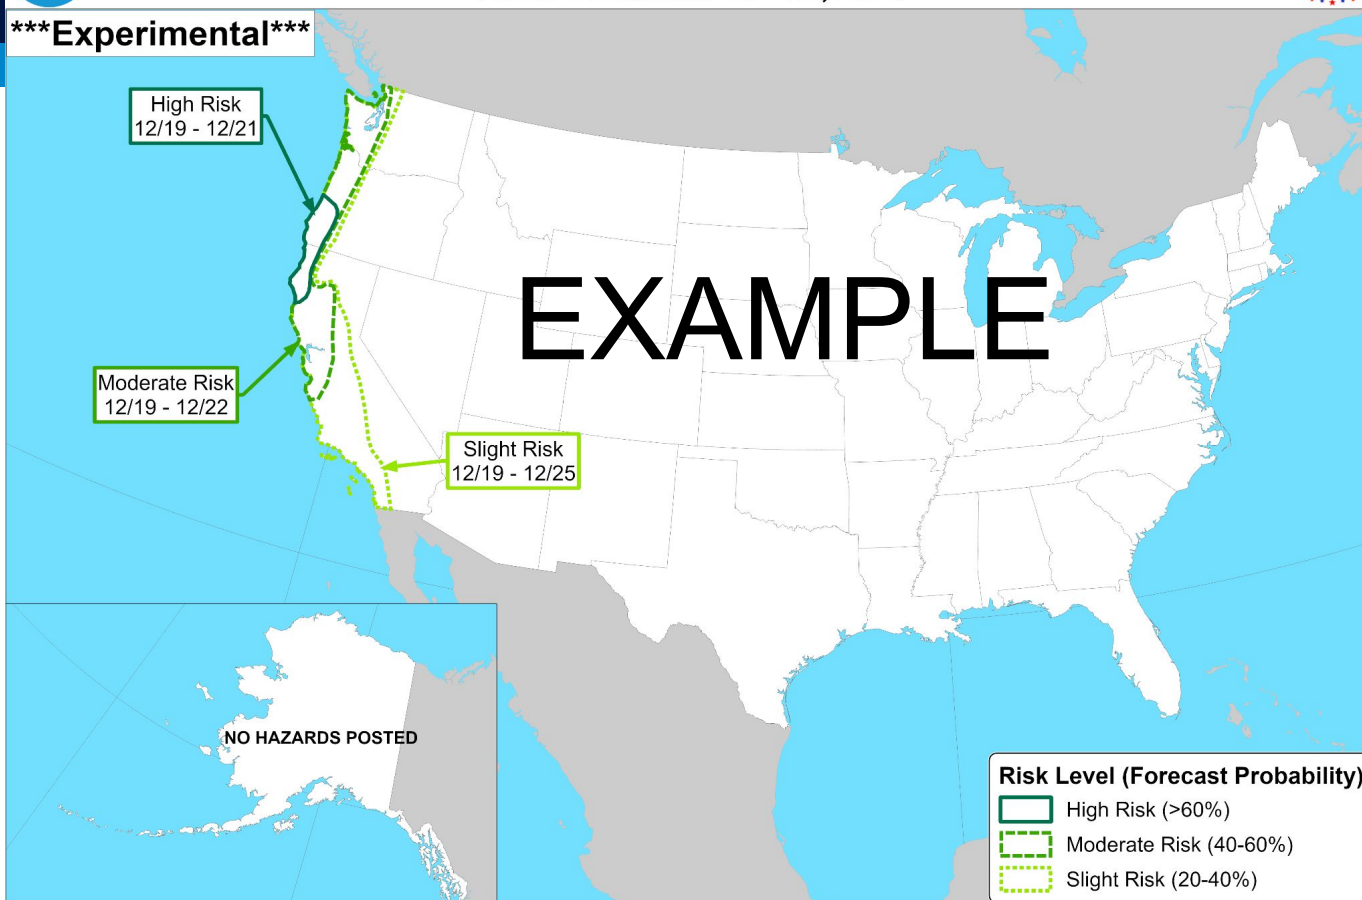 ***Experimental***
High Risk
12/19 - 12/21
EXAMPLE
Moderate Risk
12/19 - 12/22
Slight Risk
12/19 - 12/25
NO HAZARDS POSTED
Risk Level (Forecast Probability)
High Risk (>60%)
Moderate Risk (40-60%)
Slight Risk (20-40%)